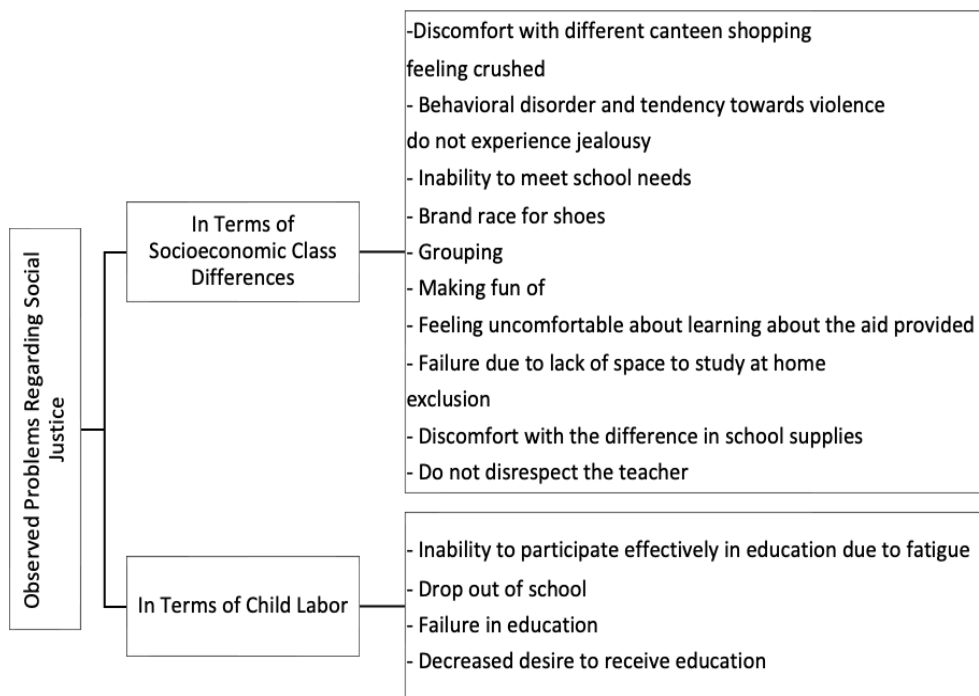 Observed Problems Regarding Social
Justice
In Terms of
Socioeconomic Class
Differences
-Discomfort with different canteen shopping
feeling crushed
- Behavioral disorder and tendency towards violence
do not experience jealousy
- Inability to meet school needs
- Brand race for shoes
- Grouping
- Making fun of
- Feeling uncomfortable about learning about the aid provided
- Failure due to lack of space to study at home
exclusion
- Discomfort with the difference in school supplies
- Do not disrespect the teacher
In Terms of Child Labor
- Inability to participate effectively in education due to fatigue
- Drop out of school
- Failure in education
- Decreased desire to receive education